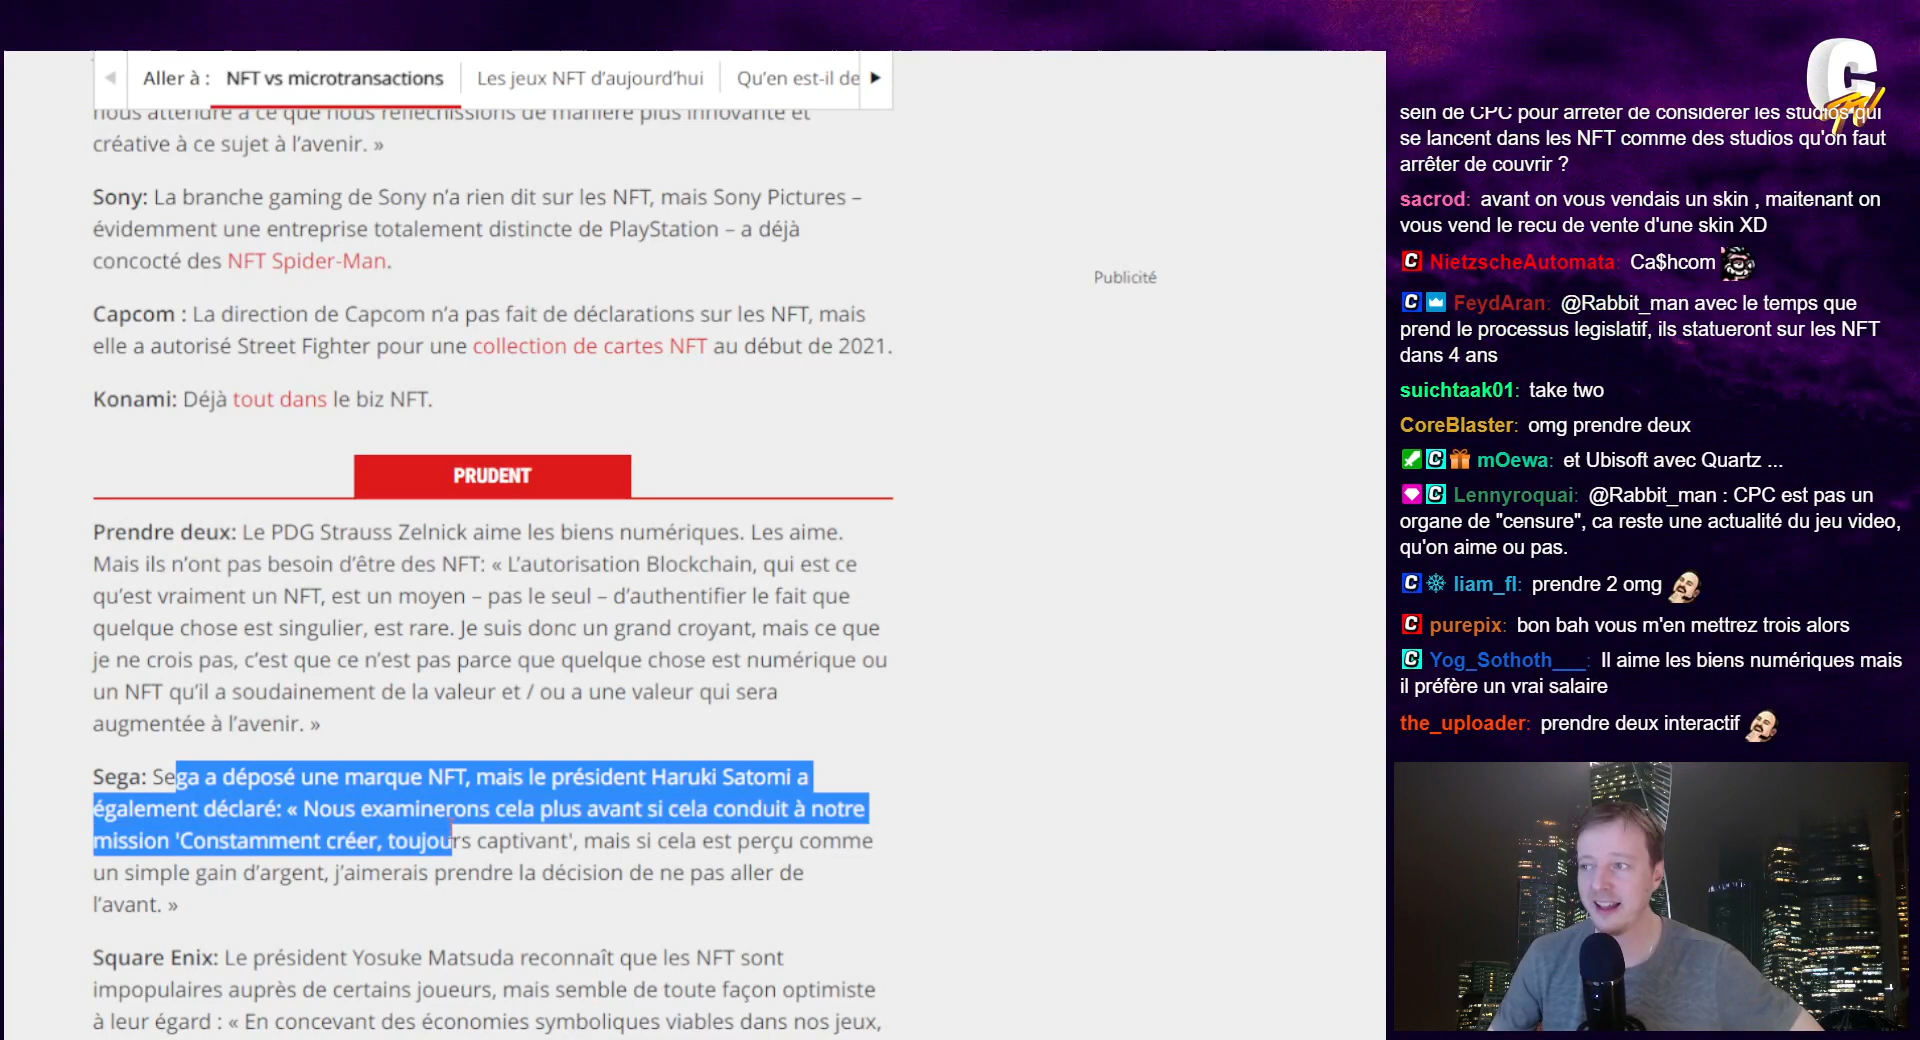 Aller à :
NFT vs microtransactions
Les jeux NFT d'aujourd'hui
Qu'en est-il de
nous attendre à ce que nous réfléchissions de manière plus innovante et
créative à ce sujet à l'avenir. »
Sony: La branche gaming de Sony n'a rien dit sur les NFT, mais Sony Pictures –
évidemment une entreprise totalement distincte de PlayStation – a déjà
concocté des NFT Spider-Man.
Capcom : La direction de Capcom n'a pas fait de déclarations sur les NFT, mais
elle a autorisé Street Fighter pour une collection de cartes NFT au début de 2021.
Konami: Déjà tout dans le biz NFT.
PRUDENT
Prendre deux: Le PDG Strauss Zelnick aime les biens numériques. Les aime.
Mais ils n'ont pas besoin d'être des NFT: « L'autorisation Blockchain, qui est ce
qu'est vraiment un NFT, est un moyen – pas le seul – d'authentifier le fait que
quelque chose est singulier, est rare. Je suis donc un grand croyant, mais ce que
je ne crois pas, c'est que ce n'est pas parce que quelque chose est numérique ou
un NFT qu'il a soudainement de la valeur et / ou a une valeur qui sera
augmentée à l'avenir. »
Sega: Sega a déposé une marque NFT, mais le président Haruki Satomi a
également déclaré: « Nous examinerons cela plus avant si cela conduit à notre
mission 'Constamment créer, toujours captivant', mais si cela est perçu comme
un simple gain d'argent, j'aimerais prendre la décision de ne pas aller de
l'avant. »
Square Enix: Le président Yosuke Matsuda reconnaît que les NFT sont
impopulaires auprès de certains joueurs, mais semble de toute façon optimiste
à leur égard : « En concevant des économies symboliques viables dans nos jeux,
Publicité
sein de CPC pour arrêter de considérer les studios qui
se lancent dans les NFT comme des studios qu'on faut
arrêter de couvrir ?
sacrod: avant on vous vendais un skin , maitenant on
vous vend le recu de vente d'une skin XD
NietzscheAutomata: Ca$hcom
FeydAran: @Rabbit_man avec le temps que
prend le processus legislatif, ils statueront sur les NFT
dans 4 ans
suichtaak01: take two
CoreBlaster: omg prendre deux
mOewa: et Ubisoft avec Quartz ...
Lennyroquai: @Rabbit_man : CPC est pas un
organe de "censure", ca reste une actualité du jeu video,
qu'on aime ou pas.
liam_fl: prendre 2 omg
purepix: bon bah vous m'en mettrez trois alors
Yog_Sothoth___: Il aime les biens numériques mais
il préfère un vrai salaire
the_uploader: prendre deux interactif